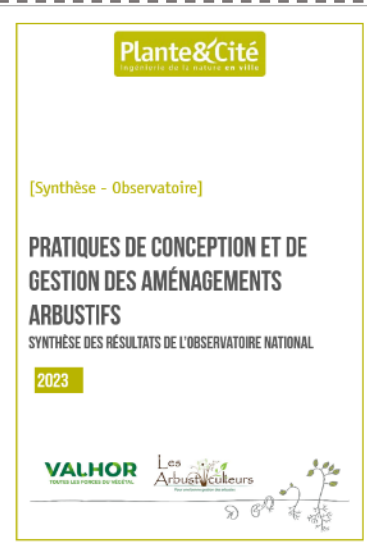 Plante&Cité
Ingénierie de la nature en ville
[Synthèse - Observatoire]
PRATIQUES DE CONCEPTION ET DE
GESTION DES AMÉNAGEMENTS
ARBUSTIFS
SYNTHÈSE DES RÉSULTATS DE L'OBSERVATOIRE NATIONAL
2023
VALHOR
TOUTES LES FORCES DU VÉGÉTAL
Les
Arbusticulteurs